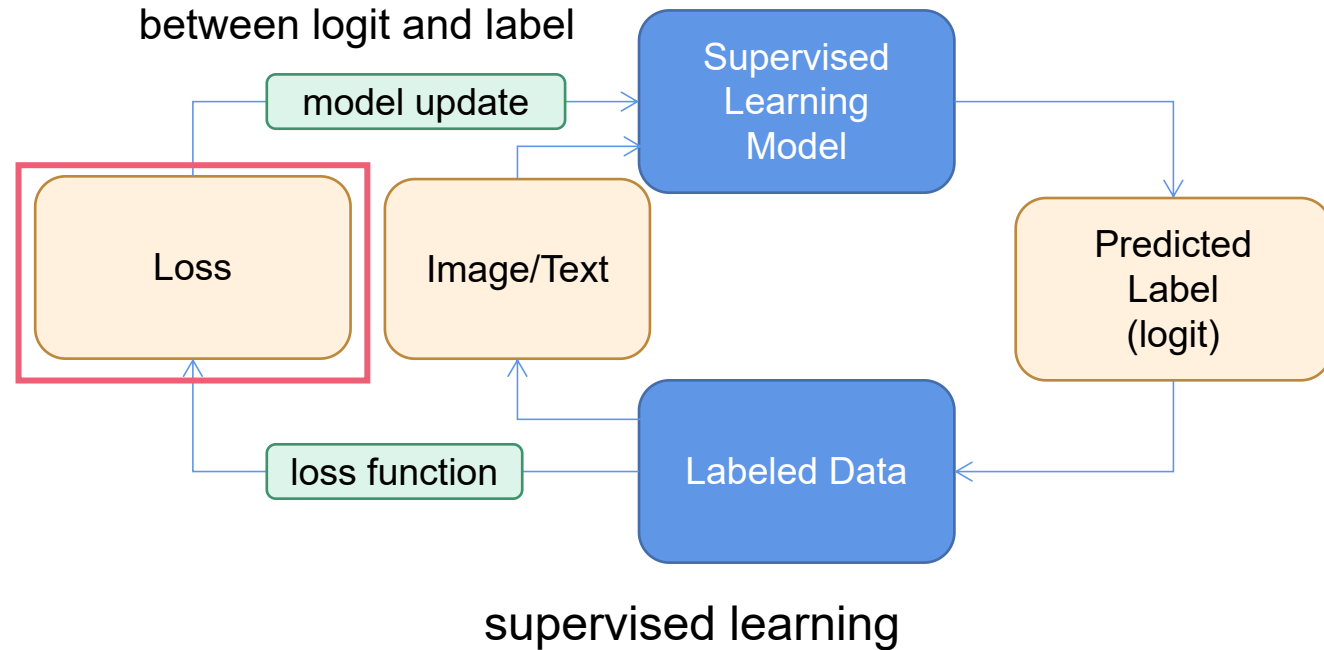 between logit and label
model update
Supervised
Learning
Model
Loss
Image/Text
Predicted
Label
(logit)
loss function
Labeled Data
supervised learning